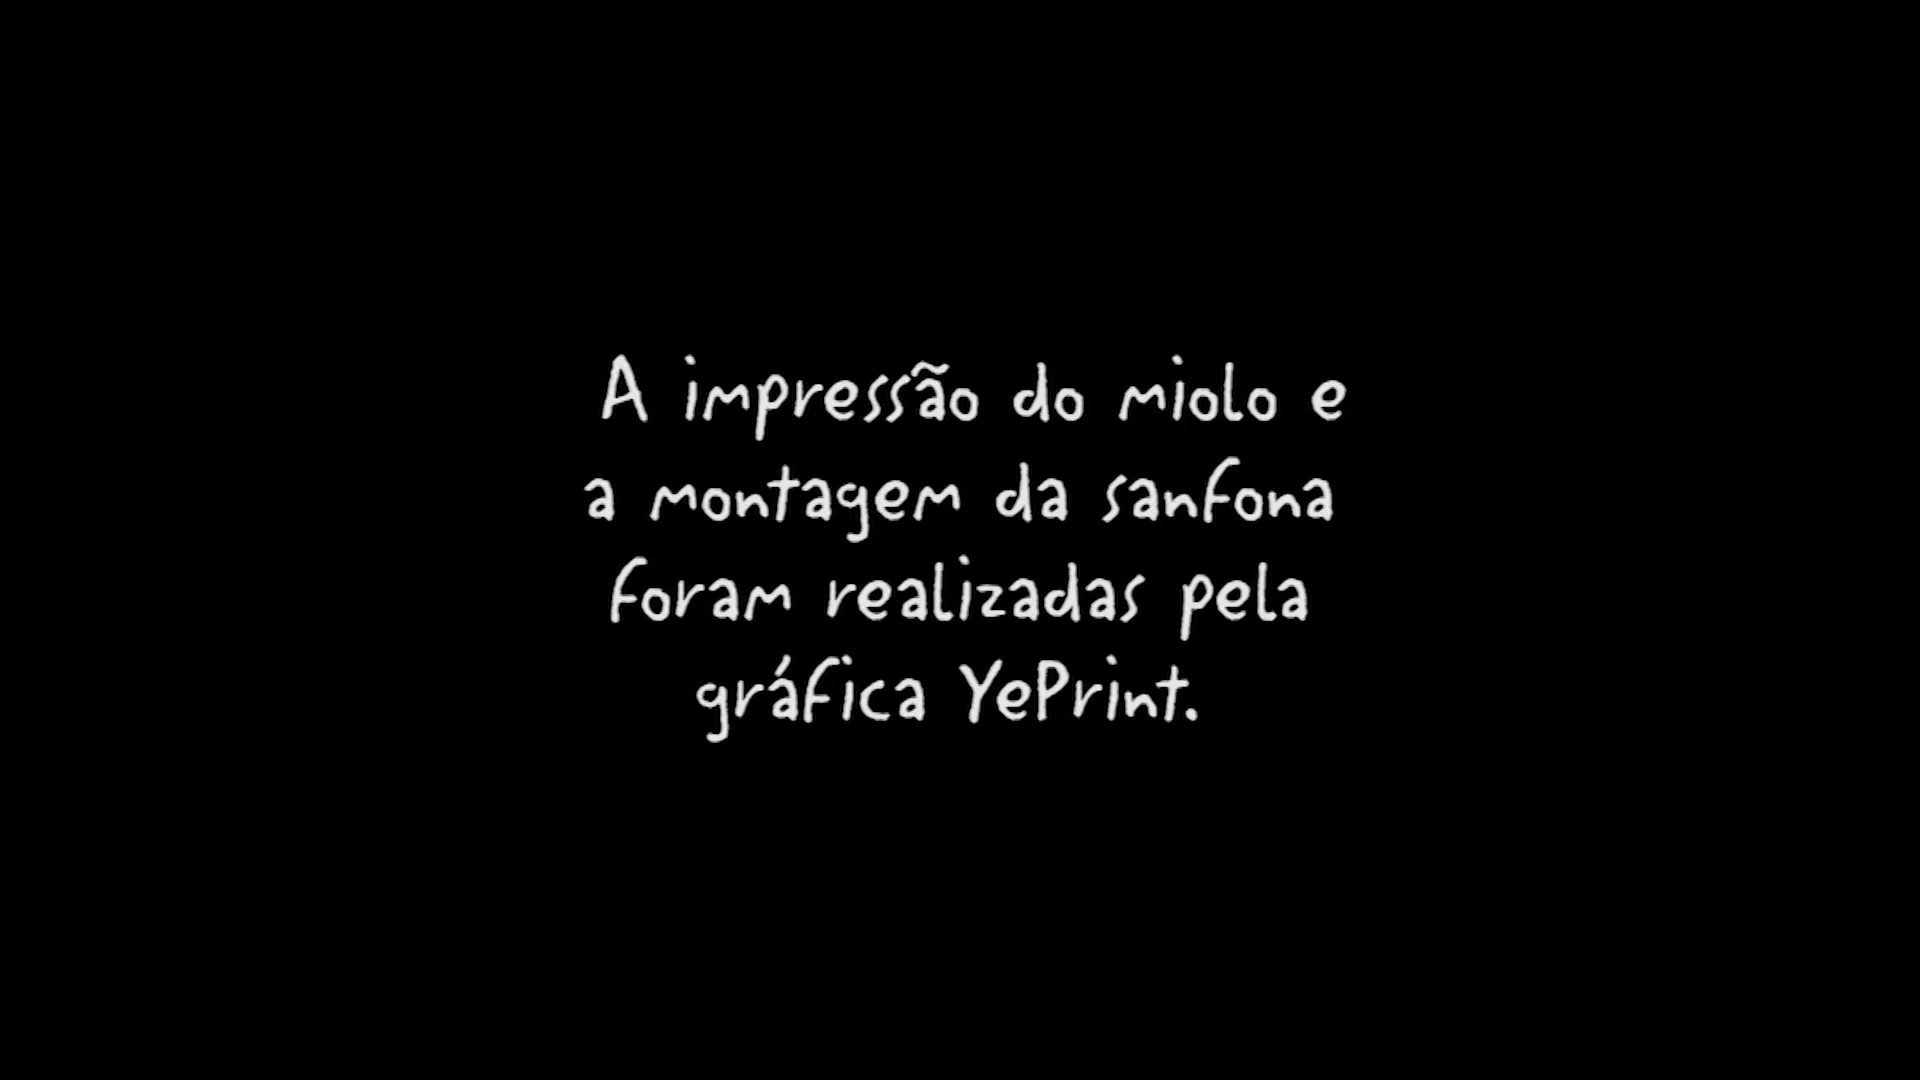 A impressão do miolo e
a montagem da sanfona
foram realizadas pela
gráfica YePrint.